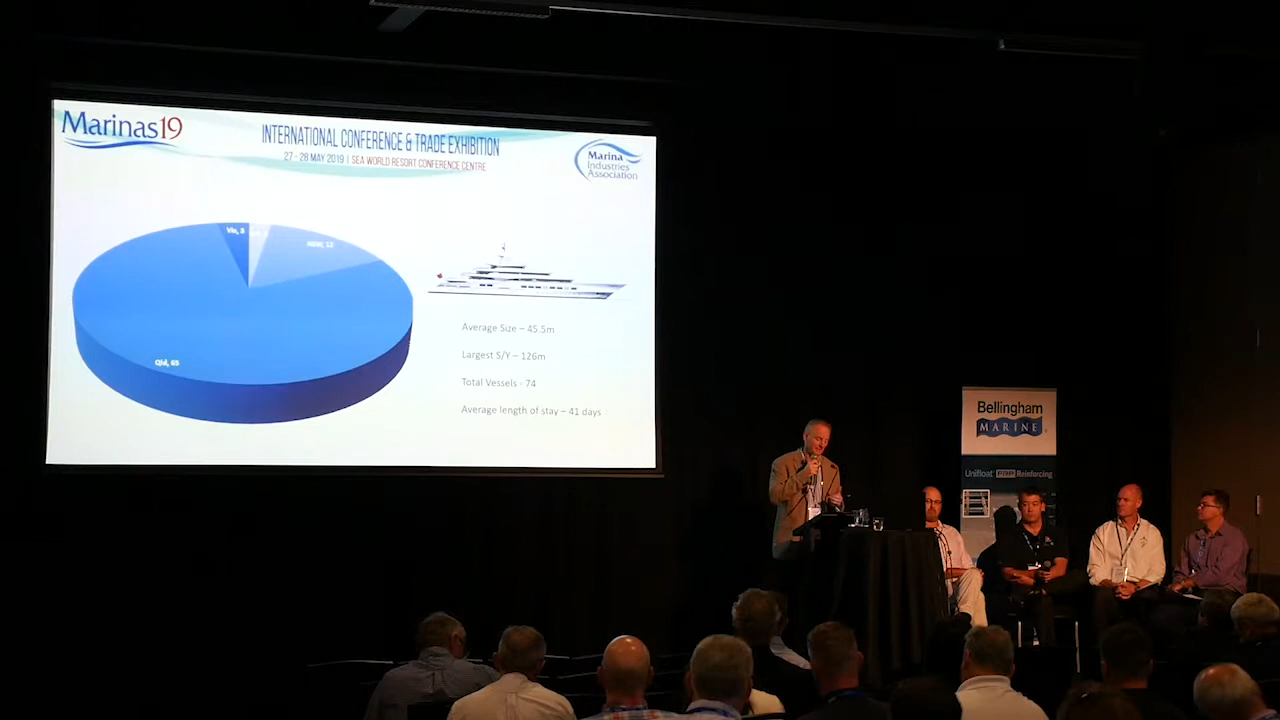 Marinas19
INTERNATIONAL CONFERENCE & TRADE EXHIBITION
27 - 28 MAY 2019 | SEA WORLD RESORT CONFERENCE CENTRE
Marina
Industries
Association
Vic, 3
NSW, 12
Qld, 65
Average Size – 45.5m
Largest S/Y – 126m
Total Vessels - 74
Average length of stay – 41 days
Bellingham
MARINE
Unifloat
Reinforcing